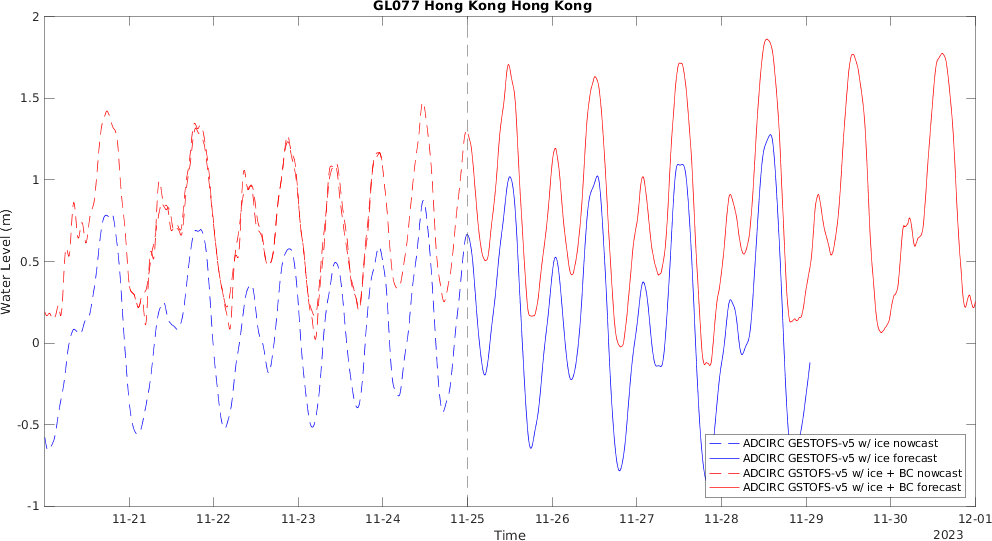 GL077 Hong Kong Hong Kong
2
1.5
1
0.5
0
-0.5
-1
Water Level (m)
ADCIRC GESTOFS-v5 w/ ice nowcast
ADCIRC GESTOFS-v5 w/ ice forecast
ADCIRC GSTOFS-v5 w/ ice + BC nowcast
ADCIRC GSTOFS-v5 w/ ice + BC forecast
11-21 11-22 11-23 11-24 11-25 11-26 11-27 11-28 11-29 11-30 12-01
Time
2023